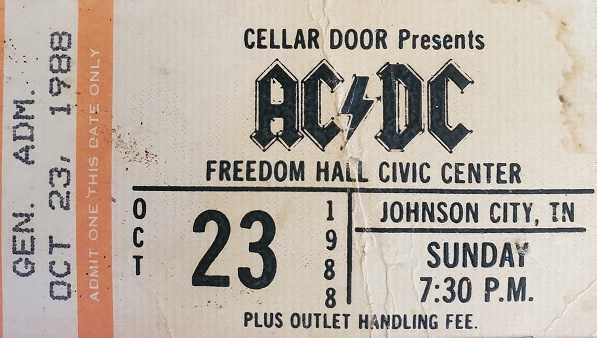 GEN. ADM.
OCT 23, 1988
ADMIT ONE THIS DATE ONLY
CELLAR DOOR Presents
AC⚡DC
FREEDOM HALL CIVIC CENTER
OCT
23
1988
JOHNSON CITY, TN
SUNDAY
7:30 P.M.
PLUS OUTLET HANDLING FEE.